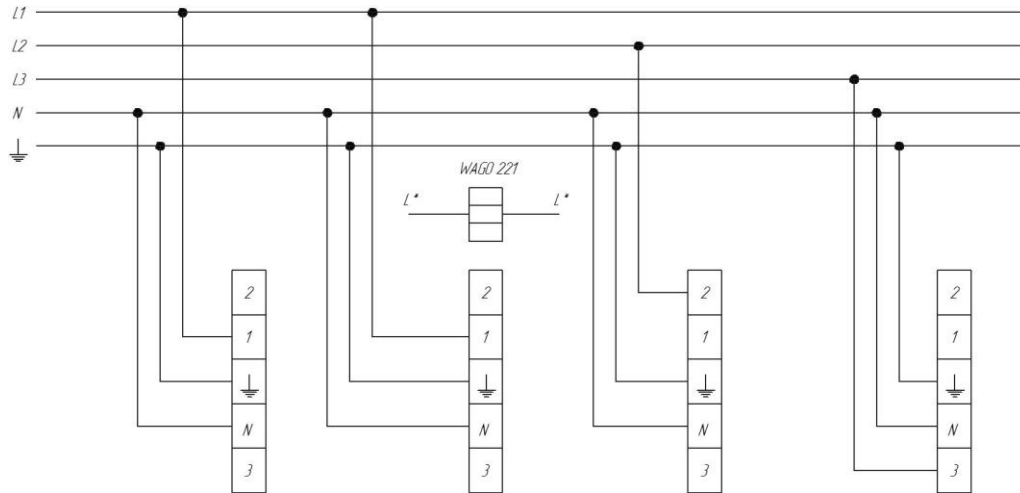 L1
L2
L3
N
WAGO 221
L* L*
2 2 2 2
1 1 1 1
N N N N
3 3 3 3